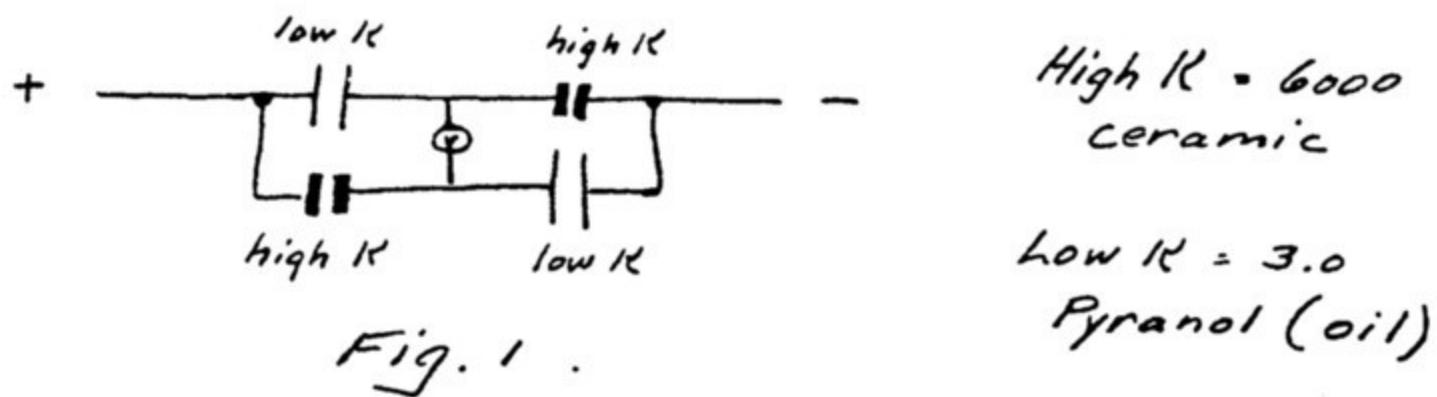 low K
high K
+
V
−
high K
low K
Fig. 1.
High K = 6000
ceramic
Low K = 3.0
Pyranol (oil)